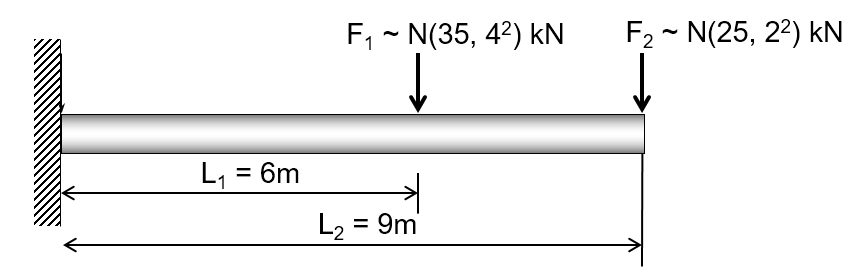 F₁ ~ N(35, 4²) kN
F₂ ~ N(25, 2²) kN
L₁ = 6m
L₂ = 9m